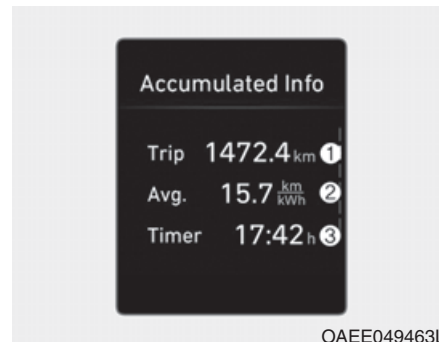 Accumulated Info
Trip 1472.4 km ①
Avg. 15.7 km/kWh ②
Timer 17:42 h ③
OAEE049463L